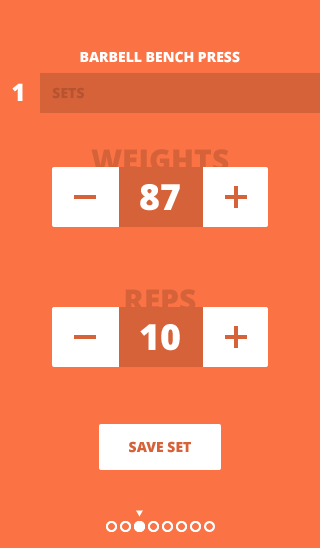 BARBELL BENCH PRESS
1 SETS
WEIGHTS
87
REPS
10
SAVE SET